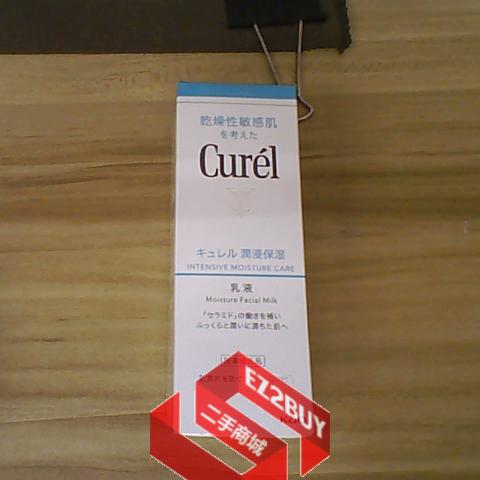 乾燥性敏感肌
を考えた
Curél
キュレル 潤浸保湿
INTENSIVE MOISTURE CARE
乳液
Moisture Facial Milk
「セラミド」の働きを補い
ふっくらと潤いに満ちた肌へ
EZ2BUY
二手商城